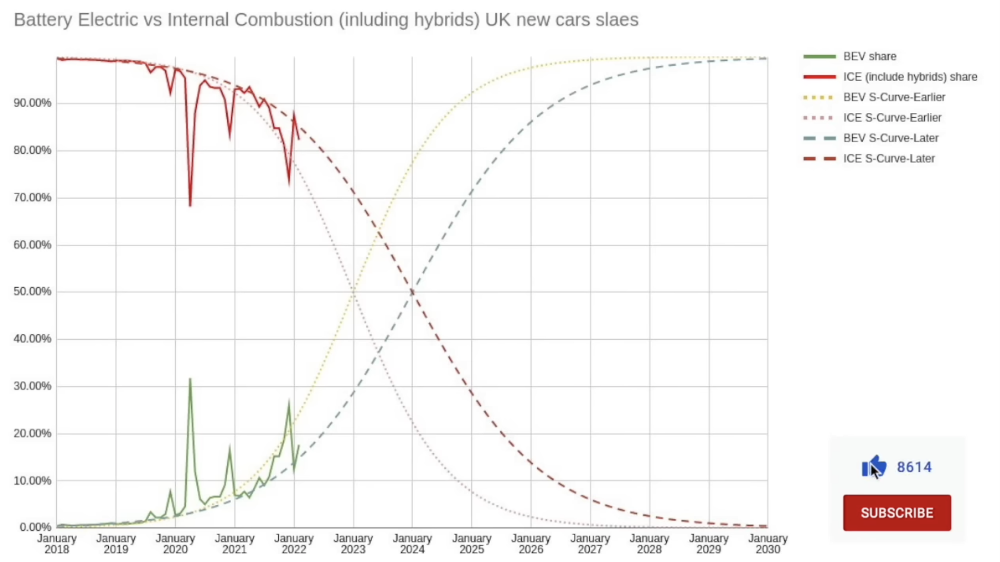 Battery Electric vs Internal Combustion (inluding hybrids) UK new cars slaes
BEV share
ICE (include hybrids) share
BEV S-Curve-Earlier
ICE S-Curve-Earlier
BEV S-Curve-Later
ICE S-Curve-Later
90.00%
80.00%
70.00%
60.00%
50.00%
40.00%
30.00%
20.00%
10.00%
0.00%
January 2018
January 2019
January 2020
January 2021
January 2022
January 2023
January 2024
January 2025
January 2026
January 2027
January 2028
January 2029
January 2030
8614
SUBSCRIBE